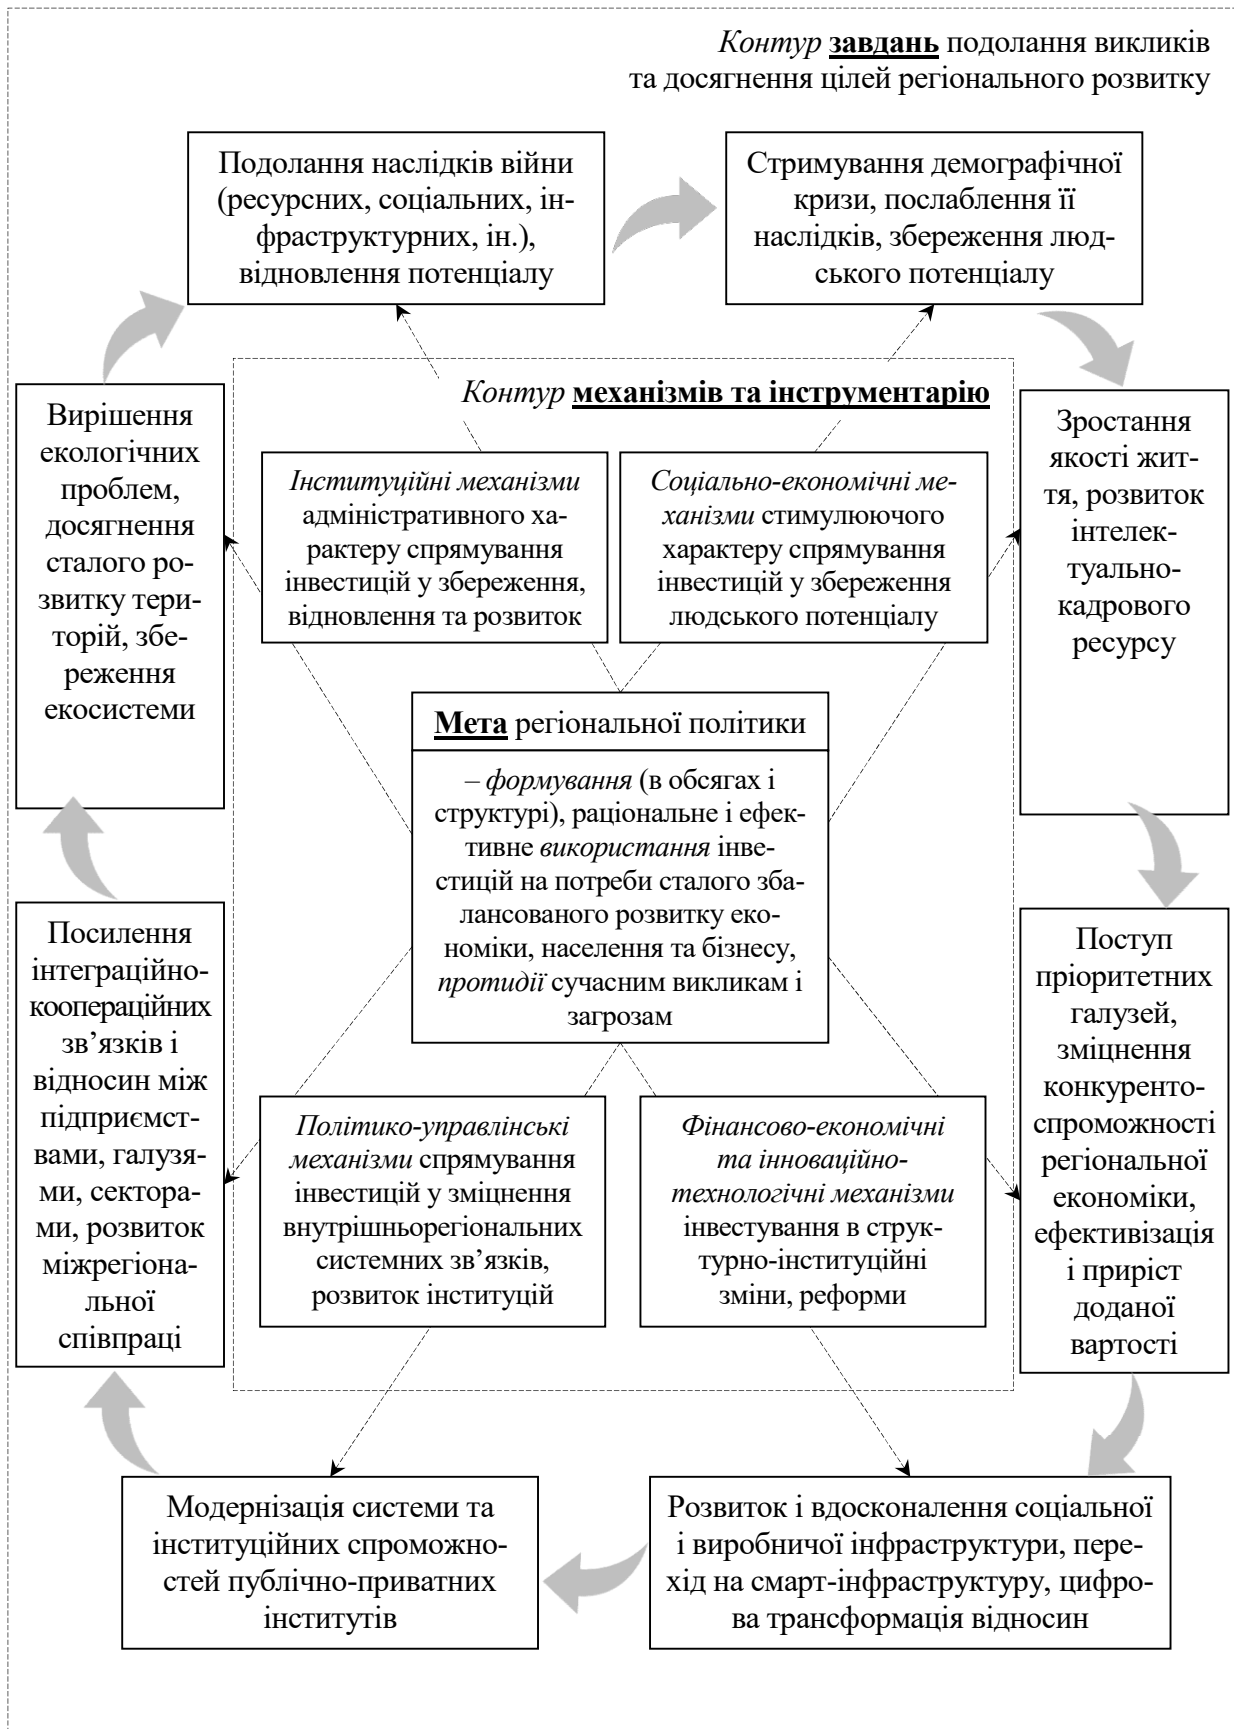 Контур завдань подолання викликів
та досягнення цілей регіонального розвитку
Подолання наслідків війни
(ресурсних, соціальних, ін-
фраструктурних, ін.),
відновлення потенціалу
Стримування демографічної
кризи, послаблення її
наслідків, збереження люд-
ського потенціалу
Контур механізмів та інструментарію
Вирішення
екологічних
проблем,
досягнення
сталого ро-
звитку тери-
торій, збе-
реження
екосистеми
Інституційні механізми
адміністративного ха-
рактеру спрямування
інвестицій у збереження,
відновлення та розвиток
Соціально-економічні ме-
ханізми стимулюючого
характеру спрямування
інвестицій у збереження
людського потенціалу
Зростання
якості жит-
тя, розвиток
інтелек-
туально-
кадрового
ресурсу
Мета регіональної політики
– формування (в обсягах і
структурі), раціональне і ефек-
тивне використання інве-
стицій на потреби сталого зба-
лансованого розвитку еко-
номіки, населення та бізнесу,
протидії сучасним викликам і
загрозам
Посилення
інтеграційно-
коопераційних
зв’язків і
відносин між
підприємст-
вами, галузя-
ми, сектора-
ми, розвиток
міжрегіона-
льної
співпраці
Політико-управлінські
механізми спрямування
інвестицій у зміцнення
внутрішньорегіональних
системних зв’язків,
розвиток інституцій
Фінансово-економічні
та інноваційно-
технологічні механізми
інвестування в струк-
турно-інституційні
зміни, реформи
Поступ
пріоритетних
галузей,
зміцнення
конкуренто-
спроможності
регіональної
економіки,
ефективізація
і приріст
доданої
вартості
Модернізація системи та
інституційних спроможно-
стей публічно-приватних
інститутів
Розвиток і вдосконалення соціальної
і виробничої інфраструктури, пере-
хід на смарт-інфраструктуру, цифро-
ва трансформація відносин